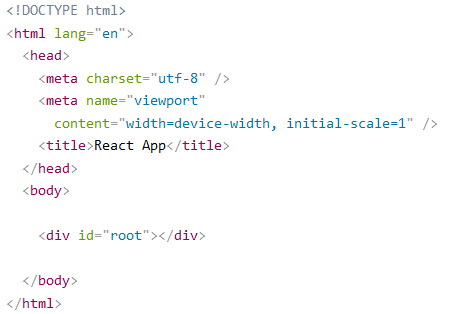 <!DOCTYPE html>
<html lang="en">
  <head>
    <meta charset="utf-8" />
    <meta name="viewport"
      content="width=device-width, initial-scale=1" />
    <title>React App</title>
  </head>
  <body>

    <div id="root"></div>

  </body>
</html>